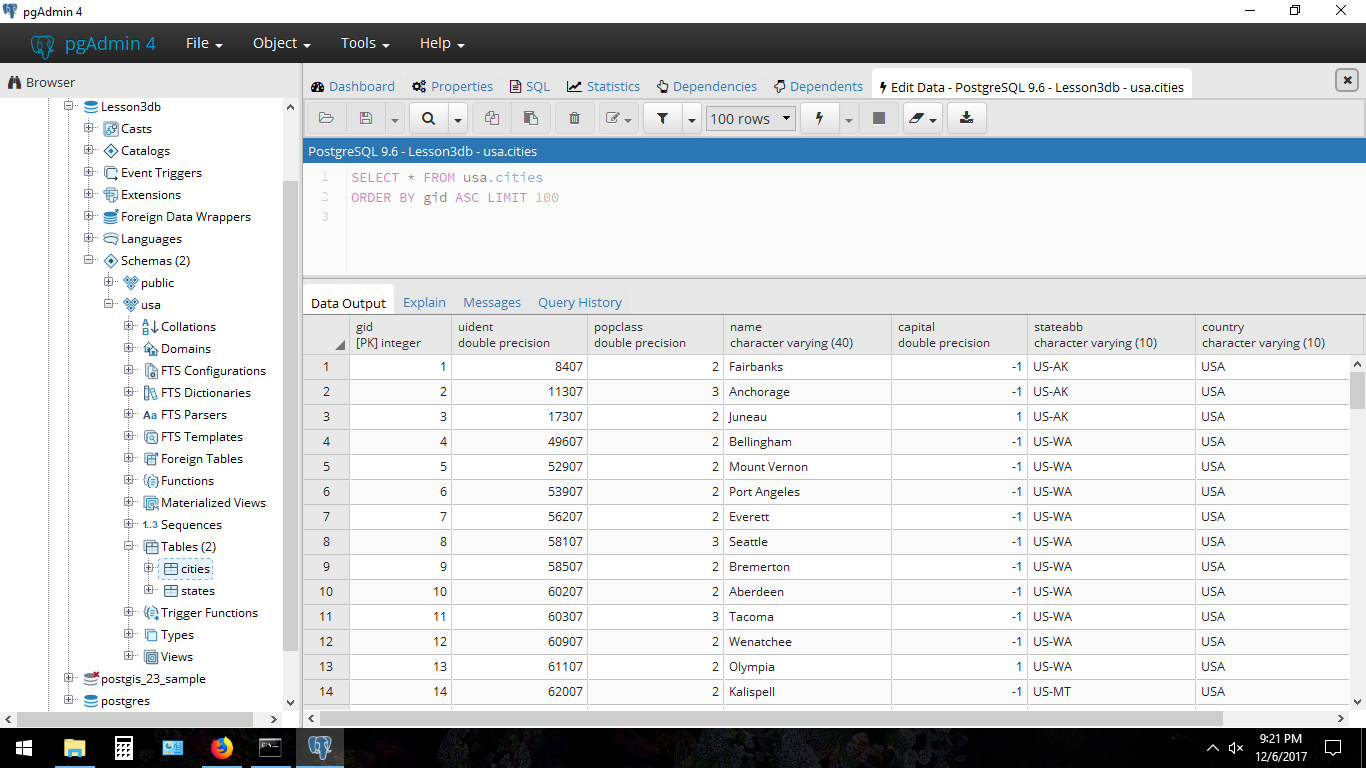 pgAdmin 4
pgAdmin 4 File Object Tools Help
Browser
Lesson3db
Casts
Catalogs
Event Triggers
Extensions
Foreign Data Wrappers
Languages
Schemas (2)
public
usa
Collations
Domains
FTS Configurations
FTS Dictionaries
Aa FTS Parsers
FTS Templates
Foreign Tables
Functions
Materialized Views
1..3 Sequences
Tables (2)
cities
states
Trigger Functions
Types
Views
postgis_23_sample
postgres
Dashboard Properties SQL Statistics Dependencies Dependents Edit Data - PostgreSQL 9.6 - Lesson3db - usa.cities
100 rows
PostgreSQL 9.6 - Lesson3db - usa.cities
1 SELECT * FROM usa.cities
2 ORDER BY gid ASC LIMIT 100
3
Data Output Explain Messages Query History
gid uident popclass name capital stateabb country
[PK] integer double precision double precision character varying (40) double precision character varying (10) character varying (10)
1 1 8407 2 Fairbanks -1 US-AK USA
2 2 11307 3 Anchorage -1 US-AK USA
3 3 17307 2 Juneau 1 US-AK USA
4 4 49607 2 Bellingham -1 US-WA USA
5 5 52907 2 Mount Vernon -1 US-WA USA
6 6 53907 2 Port Angeles -1 US-WA USA
7 7 56207 2 Everett -1 US-WA USA
8 8 58107 3 Seattle -1 US-WA USA
9 9 58507 2 Bremerton -1 US-WA USA
10 10 60207 2 Aberdeen -1 US-WA USA
11 11 60307 3 Tacoma -1 US-WA USA
12 12 60907 2 Wenatchee -1 US-WA USA
13 13 61107 2 Olympia 1 US-WA USA
14 14 62007 2 Kalispell -1 US-MT USA
9:21 PM
12/6/2017